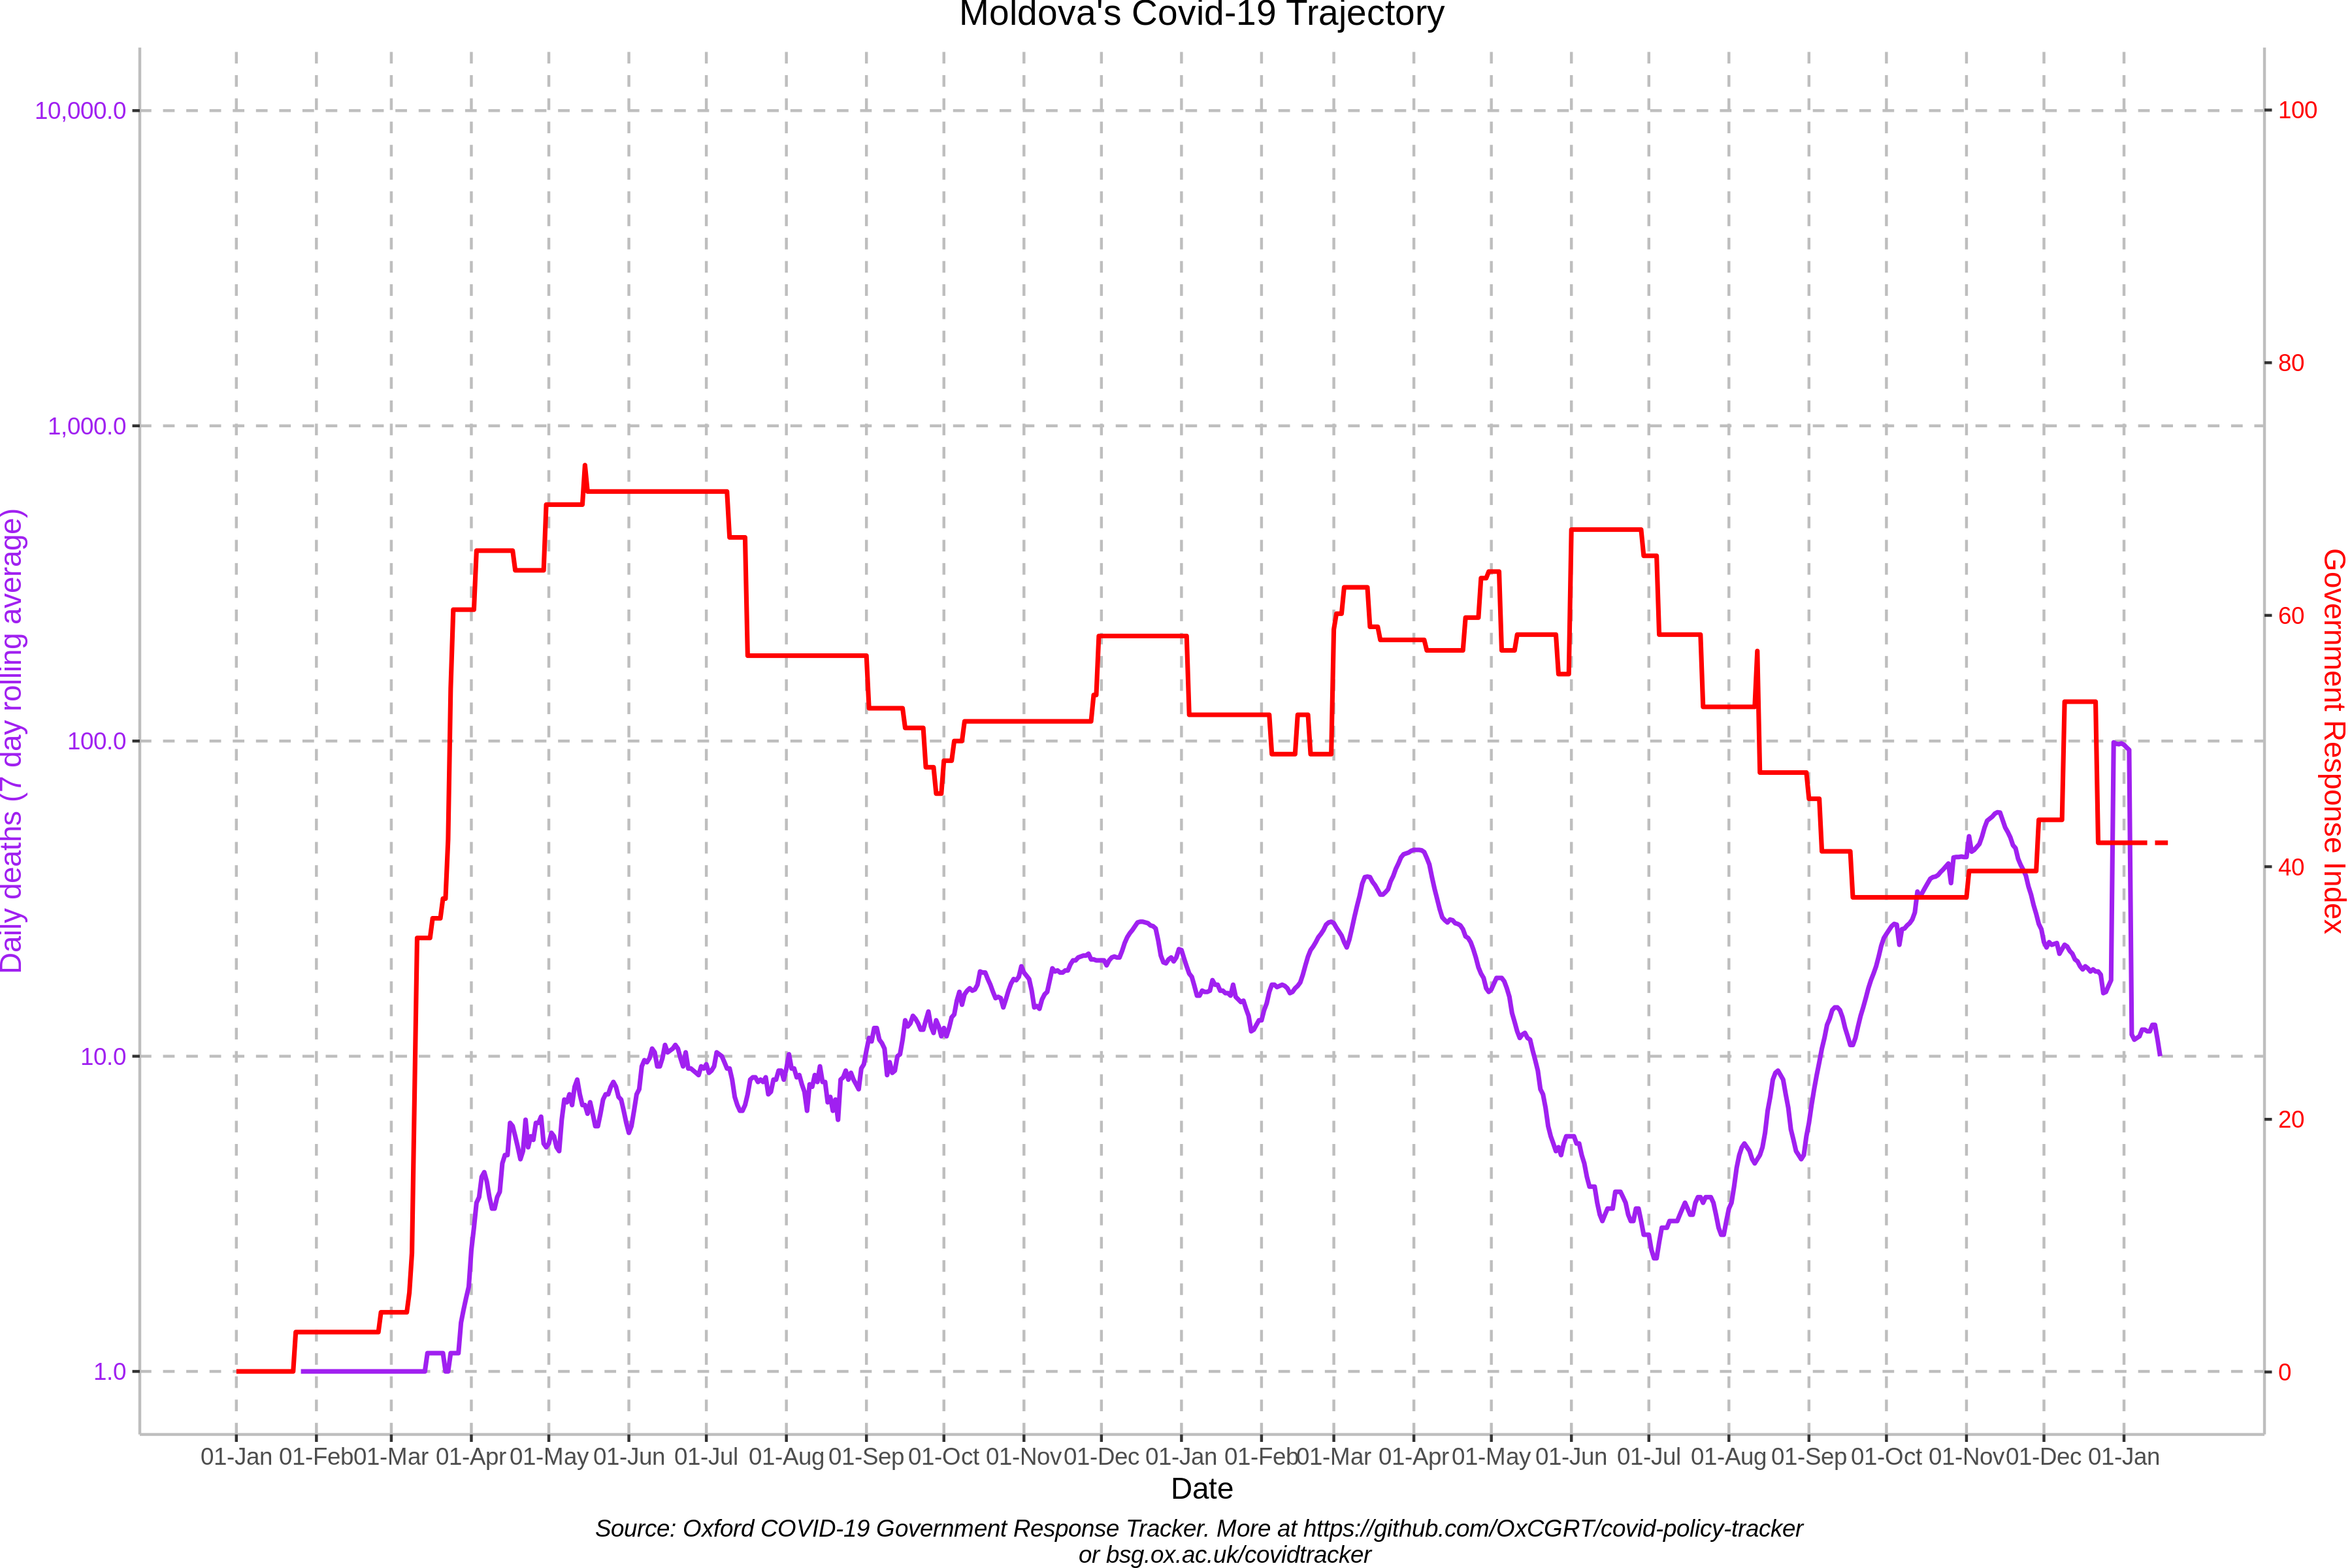 Moldova's Covid-19 Trajectory
10,000.0
1,000.0
100.0
10.0
1.0
Daily deaths (7 day rolling average)
100
80
60
40
20
0
Government Response Index
01-Jan 01-Feb 01-Mar 01-Apr 01-May 01-Jun 01-Jul 01-Aug 01-Sep 01-Oct 01-Nov 01-Dec 01-Jan 01-Feb 01-Mar 01-Apr 01-May 01-Jun 01-Jul 01-Aug 01-Sep 01-Oct 01-Nov 01-Dec 01-Jan
Date
Source: Oxford COVID-19 Government Response Tracker. More at https://github.com/OxCGRT/covid-policy-tracker
or bsg.ox.ac.uk/covidtracker